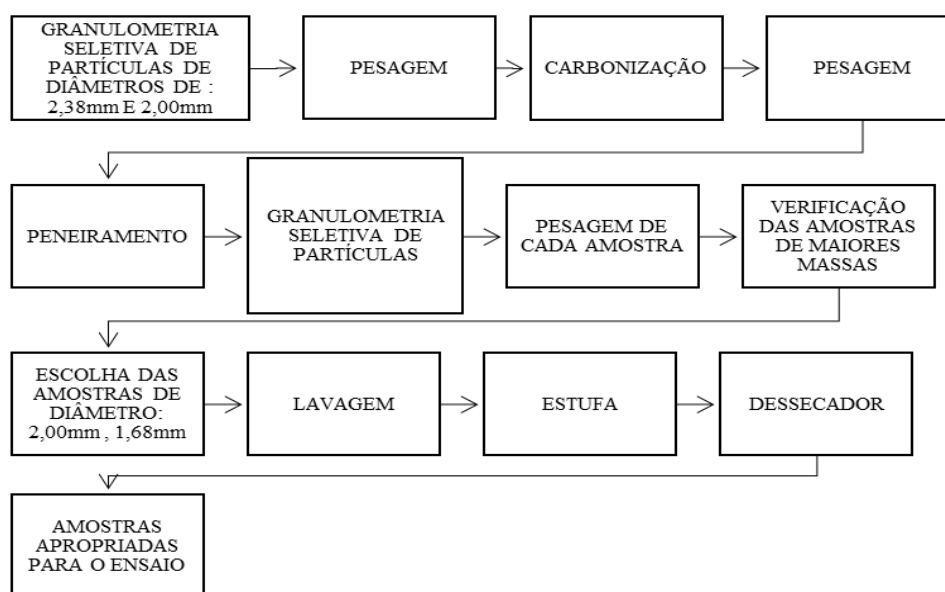 GRANULOMETRIA
SELETIVA DE
PARTÍCULAS DE
DIÂMETROS DE :
2,38mm E 2,00mm
PESAGEM
CARBONIZAÇÃO
PESAGEM
PENEIRAMENTO
GRANULOMETRIA
SELETIVA DE
PARTÍCULAS
PESAGEM DE
CADA AMOSTRA
VERIFICAÇÃO
DAS AMOSTRAS
DE MAIORES
MASSAS
ESCOLHA DAS
AMOSTRAS DE
DIÂMETRO:
2,00mm , 1,68mm
LAVAGEM
ESTUFA
DESSECADOR
AMOSTRAS
APROPRIADAS
PARA O ENSAIO